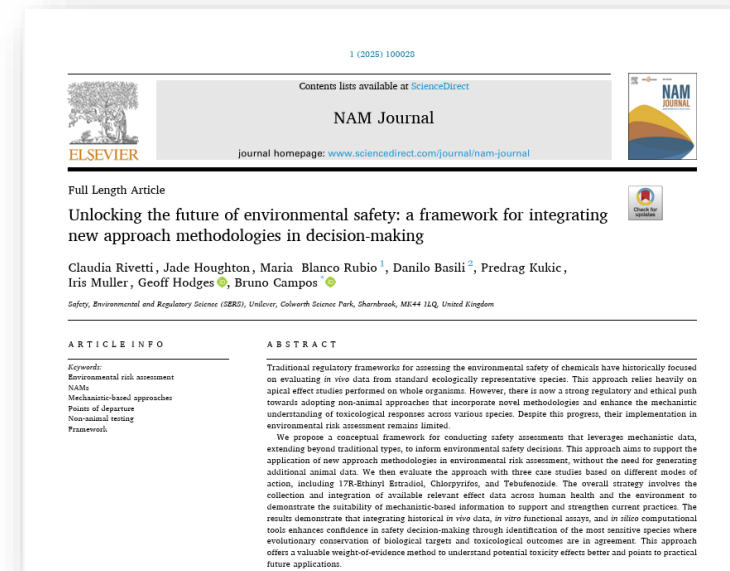 1 (2025) 100028
Contents lists available at ScienceDirect
NAM Journal
journal homepage: www.sciencedirect.com/journal/nam-journal
ELSEVIER
NAM
JOURNAL
Full Length Article
Check for
updates
Unlocking the future of environmental safety: a framework for integrating
new approach methodologies in decision-making
Claudia Rivetti, Jade Houghton, Maria Blanco Rubio 1, Danilo Basili 2, Predrag Kukic,
Iris Muller, Geoff Hodges, Bruno Campos *
Safety, Environmental and Regulatory Science (SERS), Unilever, Colworth Science Park, Sharnbrook, MK44 1LQ, United Kingdom
ARTICLE INFO
Keywords:
Environmental risk assessment
NAMs
Mechanistic-based approaches
Points of departure
Non-animal testing
Framework
ABSTRACT
Traditional regulatory frameworks for assessing the environmental safety of chemicals have historically focused
on evaluating in vivo data from standard ecologically representative species. This approach relies heavily on
apical effect studies performed on whole organisms. However, there is now a strong regulatory and ethical push
towards adopting non-animal approaches that incorporate novel methodologies and enhance the mechanistic
understanding of toxicological responses across various species. Despite this progress, their implementation in
environmental risk assessment remains limited.
We propose a conceptual framework for conducting safety assessments that leverages mechanistic data,
extending beyond traditional types, to inform environmental safety decisions. This approach aims to support the
application of new approach methodologies in environmental risk assessment, without the need for generating
additional animal data. We then evaluate the approach with three case studies based on different modes of
action, including 17R-Ethinyl Estradiol, Chlorpyrifos, and Tebufenozide. The overall strategy involves the
collection and integration of available relevant effect data across human health and the environment to
demonstrate the suitability of mechanistic-based information to support and strengthen current practices. The
results demonstrate that integrating historical in vivo data, in vitro functional assays, and in silico computational
tools enhances confidence in safety decision-making through identification of the most sensitive species where
evolutionary conservation of biological targets and toxicological outcomes are in agreement. This approach
offers a valuable weight-of-evidence method to understand potential toxicity effects better and points to practical
future applications.